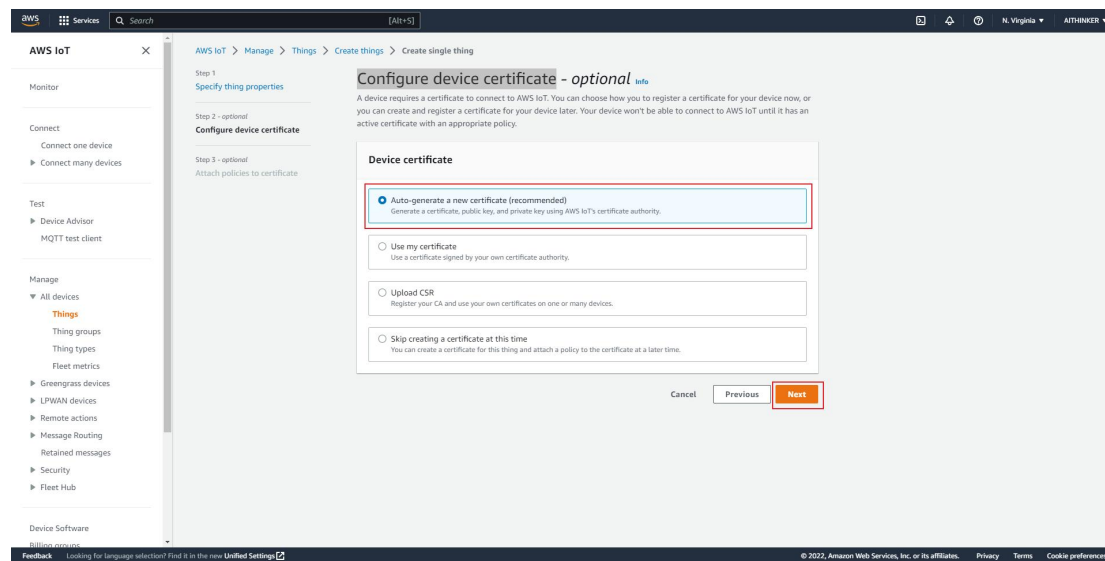 aws
Services
Search
[Alt+S]
N. Virginia
AITHINKER
AWS IoT
Monitor
Connect
Connect one device
Connect many devices
Test
Device Advisor
MQTT test client
Manage
All devices
Things
Thing groups
Thing types
Fleet metrics
Greengrass devices
LPWAN devices
Remote actions
Message Routing
Retained messages
Security
Fleet Hub
Device Software
Billing groups
AWS IoT > Manage > Things > Create things > Create single thing
Step 1
Specify thing properties
Step 2 - optional
Configure device certificate
Step 3 - optional
Attach policies to certificate
Configure device certificate - optional Info
A device requires a certificate to connect to AWS IoT. You can choose how you to register a certificate for your device now, or
you can create and register a certificate for your device later. Your device won't be able to connect to AWS IoT until it has an
active certificate with an appropriate policy.
Device certificate
Auto-generate a new certificate (recommended)
Generate a certificate, public key, and private key using AWS IoT's certificate authority.
Use my certificate
Use a certificate signed by your own certificate authority.
Upload CSR
Register your CA and use your own certificates on one or many devices.
Skip creating a certificate at this time
You can create a certificate for this thing and attach a policy to the certificate at a later time.
Cancel
Previous
Next
Feedback
Looking for language selection? Find it in the new Unified Settings
© 2022, Amazon Web Services, Inc. or its affiliates.
Privacy
Terms
Cookie preferences